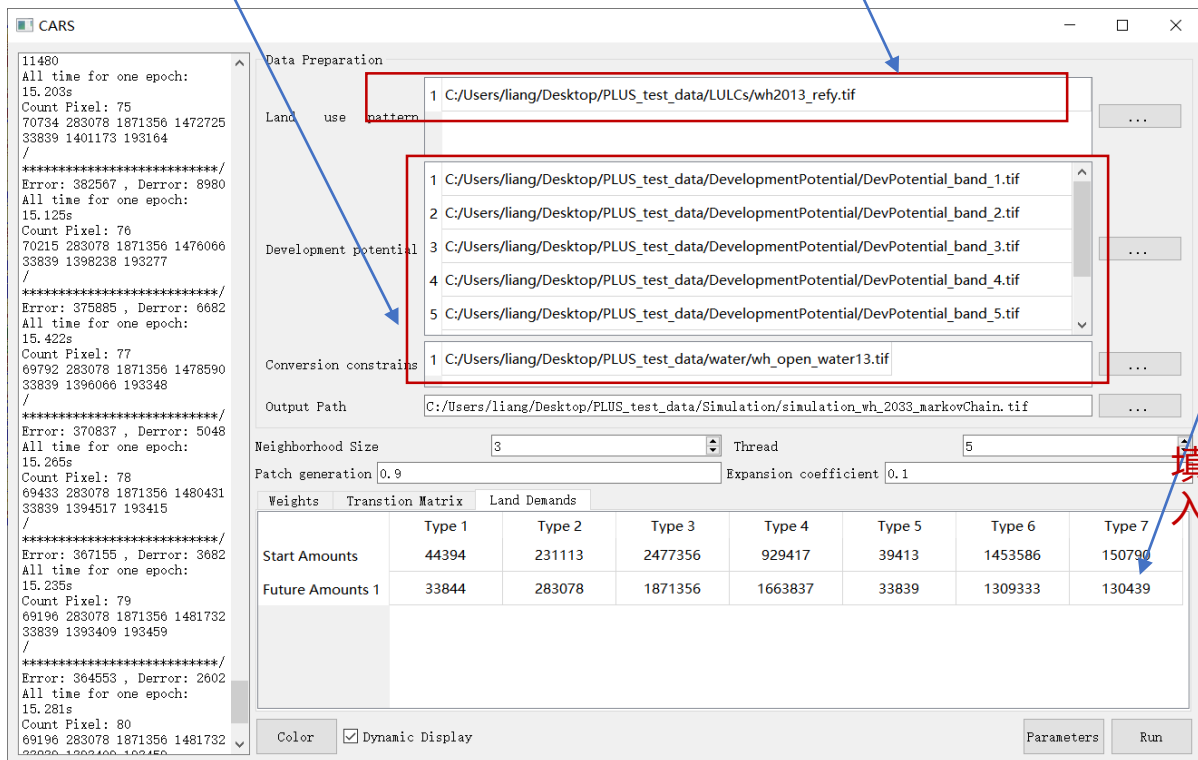 CARS
11480
All time for one epoch:
15.203s
Count Pixel: 75
70734 283078 1871356 1472725
33839 1401173 193164
/
***************************/
Error: 382567 , Derror: 8980
All time for one epoch:
15.125s
Count Pixel: 76
70215 283078 1871356 1476066
33839 1398238 193277
/
***************************/
Error: 375885 , Derror: 6682
All time for one epoch:
15.422s
Count Pixel: 77
69792 283078 1871356 1478590
33839 1396066 193348
/
***************************/
Error: 370837 , Derror: 5048
All time for one epoch:
15.265s
Count Pixel: 78
69433 283078 1871356 1480431
33839 1394517 193415
/
***************************/
Error: 367155 , Derror: 3682
All time for one epoch:
15.235s
Count Pixel: 79
69196 283078 1871356 1481732
33839 1393409 193459
/
***************************/
Error: 364553 , Derror: 2602
All time for one epoch:
15.281s
Count Pixel: 80
69196 283078 1871356 1481732
33839 1393409 193459
Data Preparation
Land use pattern
1 C:/Users/liang/Desktop/PLUS_test_data/LULCs/wh2013_refy.tif
...
Development potential
1 C:/Users/liang/Desktop/PLUS_test_data/DevelopmentPotential/DevPotential_band_1.tif
2 C:/Users/liang/Desktop/PLUS_test_data/DevelopmentPotential/DevPotential_band_2.tif
3 C:/Users/liang/Desktop/PLUS_test_data/DevelopmentPotential/DevPotential_band_3.tif
4 C:/Users/liang/Desktop/PLUS_test_data/DevelopmentPotential/DevPotential_band_4.tif
5 C:/Users/liang/Desktop/PLUS_test_data/DevelopmentPotential/DevPotential_band_5.tif
...
Conversion constrains
1 C:/Users/liang/Desktop/PLUS_test_data/water/wh_open_water13.tif
...
Output Path C:/Users/liang/Desktop/PLUS_test_data/Simulation/simulation_wh_2033_markovChain.tif ...
Neighborhood Size 3 Thread 5
Patch generation 0.9 Expansion coefficient 0.1
填入
Weights Transtion Matrix Land Demands
Type 1 Type 2 Type 3 Type 4 Type 5 Type 6 Type 7
Start Amounts 44394 231113 2477356 929417 39413 1453586 150790
Future Amounts 1 33844 283078 1871356 1663837 33839 1309333 130439
Color Dynamic Display Parameters Run